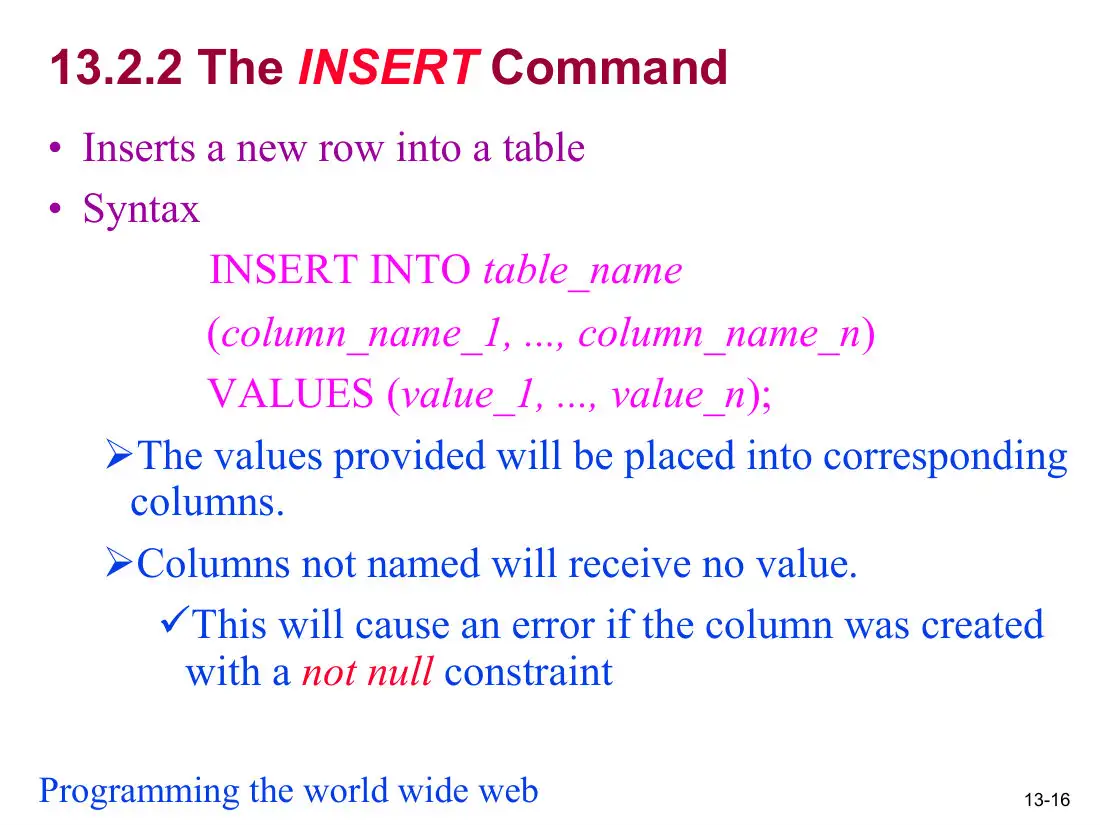 13.2.2 The INSERT Command
• Inserts a new row into a table
• Syntax
INSERT INTO table_name
(column_name_1, ..., column_name_n)
VALUES (value_1, ..., value_n);
➢The values provided will be placed into corresponding
columns.
➢Columns not named will receive no value.
✓This will cause an error if the column was created
with a not null constraint
Programming the world wide web
13-16